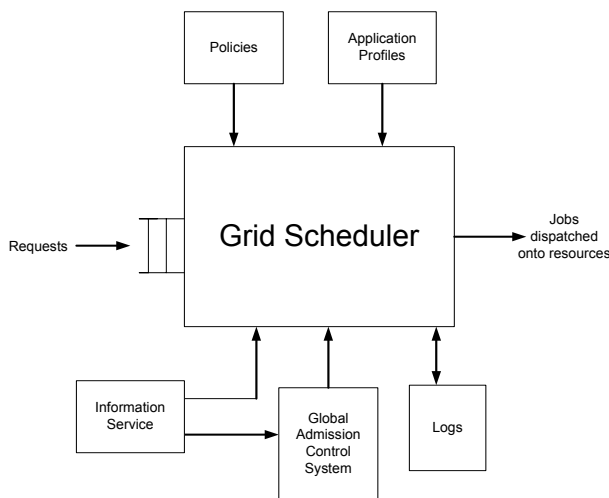 Policies
Application
Profiles
Requests
Grid Scheduler
Jobs
dispatched
onto resources
Information
Service
Global
Admission
Control
System
Logs